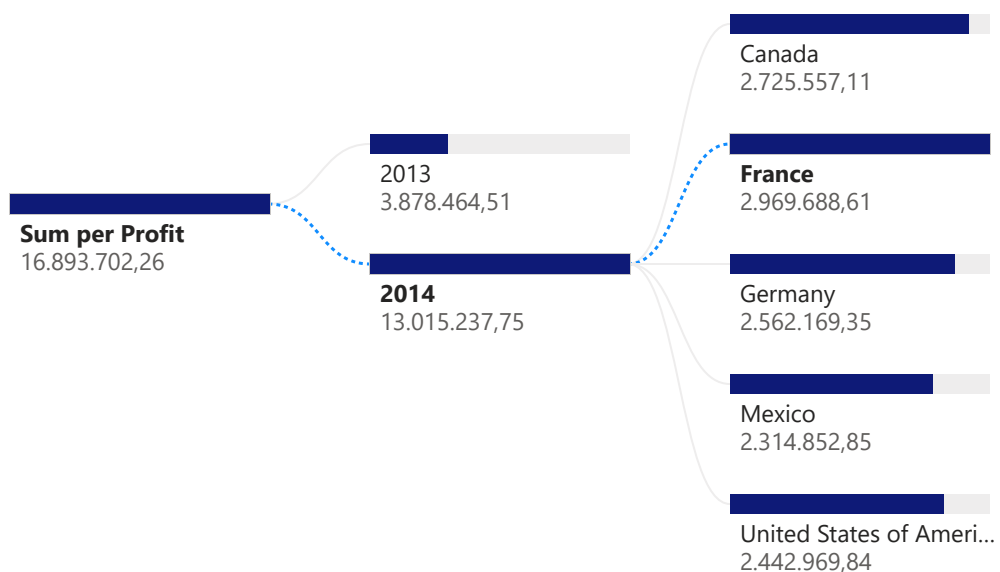 Sum per Profit
16.893.702,26
2013
3.878.464,51
2014
13.015.237,75
Canada
2.725.557,11
France
2.969.688,61
Germany
2.562.169,35
Mexico
2.314.852,85
United States of Ameri...
2.442.969,84